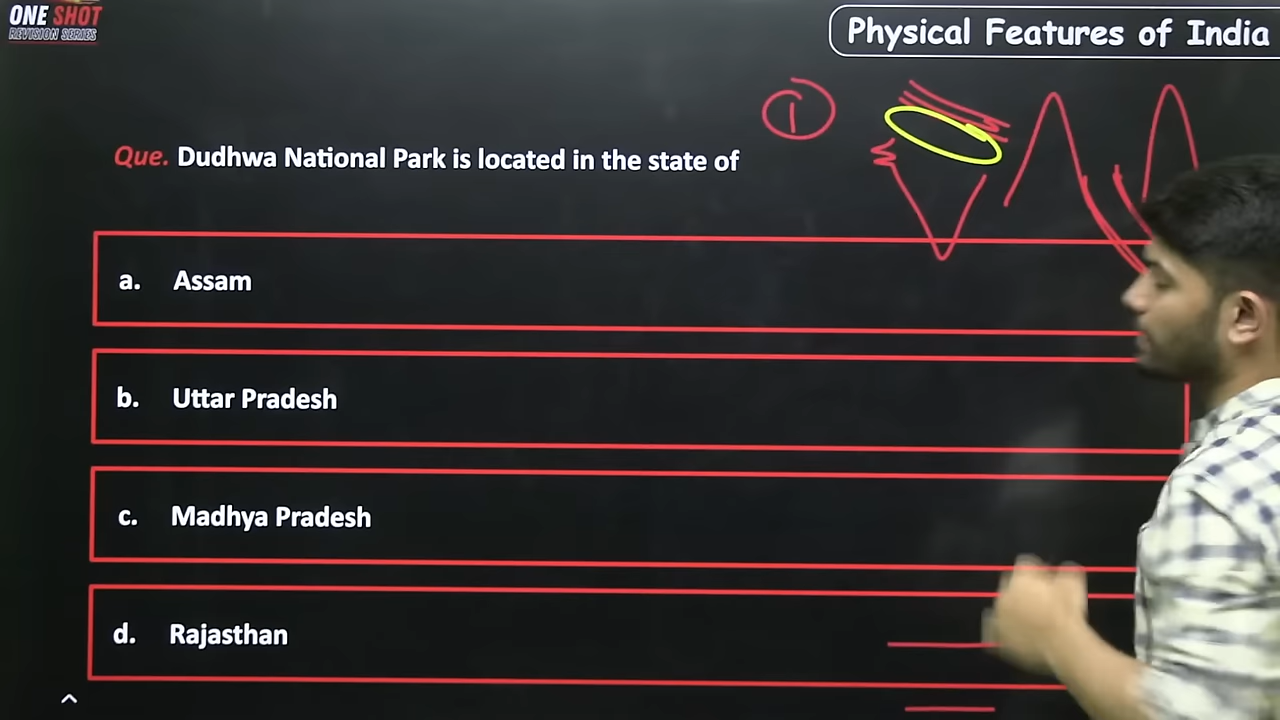 ONE SHOT
REVISION SERIES
Physical Features of India
1
Que. Dudhwa National Park is located in the state of
a. Assam
b. Uttar Pradesh
c. Madhya Pradesh
d. Rajasthan